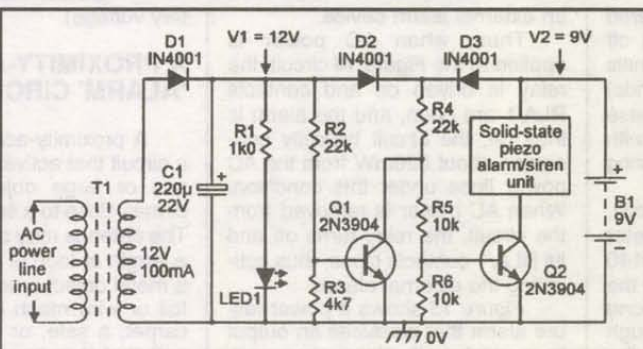 D1
IN4001
V1 = 12V
D2
IN4001
D3
IN4001
V2 = 9V
R1
1k0
R2
22k
R4
22k
Solid-state
piezo
alarm/siren
unit
C1
220µ
22V
+
T1
AC
power
line
input
12V
100mA
Q1
2N3904
R5
10k
+
B1
9V
LED1
R3
4k7
R6
10k
Q2
2N3904
0V